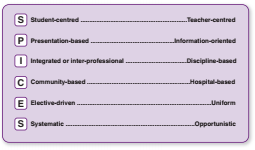 S Student-centred ........................................ Teacher-centred
P Presentation-based ........................................ Information-oriented
I Integrated or inter-professional ........................................ Discipline-based
C Community-based ........................................ Hospital-based
E Elective-driven ........................................ Uniform
S Systematic ........................................ Opportunistic